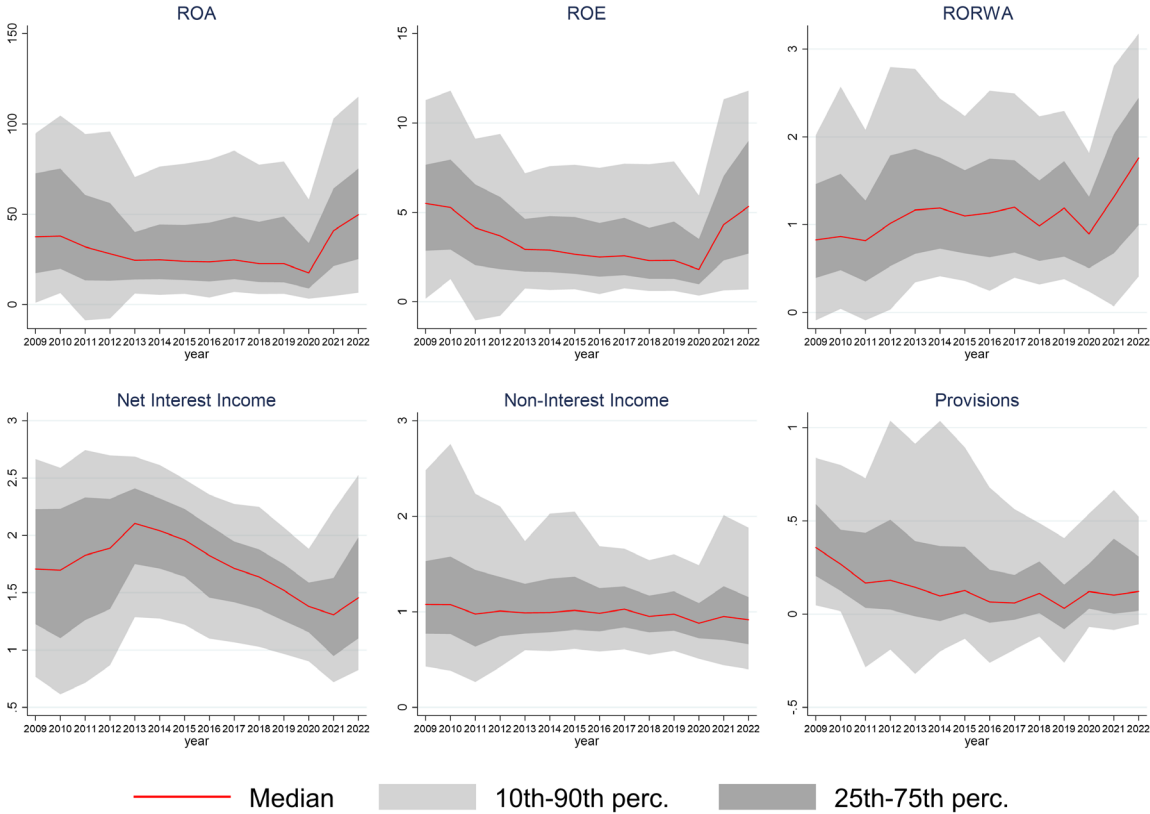 ROA
150
100
50
0
2009 2010 2011 2012 2013 2014 2015 2016 2017 2018 2019 2020 2021 2022
year
ROE
15
10
5
0
2009 2010 2011 2012 2013 2014 2015 2016 2017 2018 2019 2020 2021 2022
year
RORWA
3
2
1
0
2009 2010 2011 2012 2013 2014 2015 2016 2017 2018 2019 2020 2021 2022
year
Net Interest Income
3
2.5
2
1.5
1
.5
2009 2010 2011 2012 2013 2014 2015 2016 2017 2018 2019 2020 2021 2022
year
Non-Interest Income
3
2
1
0
2009 2010 2011 2012 2013 2014 2015 2016 2017 2018 2019 2020 2021 2022
year
Provisions
1
.5
0
-.5
2009 2010 2011 2012 2013 2014 2015 2016 2017 2018 2019 2020 2021 2022
year
Median
10th-90th perc.
25th-75th perc.